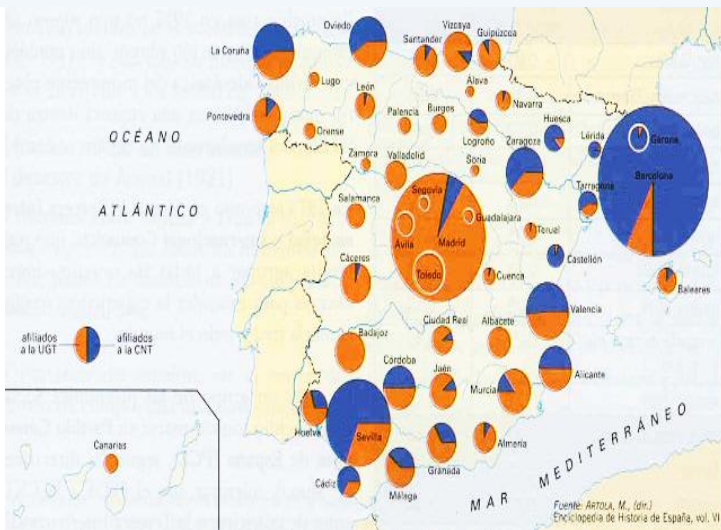 La Coruña
Oviedo
Santander
Vizcaya
Guipúzcoa
Lugo
León
Álava
Navarra
Pontevedra
Orense
Palencia
Burgos
Logroño
Huesca
Lérida
Gerona
OCÉANO
Zaragoza
Barcelona
Zamora
Valladolid
Soria
Tarragona
Segovia
ATLÁNTICO
Salamanca
Guadalajara
Ávila
Madrid
Teruel
Toledo
Castellón
Cáceres
Cuenca
Baleares
Valencia
afiliados
a la UGT
afiliados
a la CNT
Badajoz
Ciudad Real
Albacete
Córdoba
Jaén
Murcia
Alicante
Huelva
Sevilla
Almería
Granada
Canarias
Cádiz
Málaga
MAR MEDITERRÁNEO
Fuente: ARTOLA, M., (dir.)
Enciclopedia de Historia de España, vol. VI